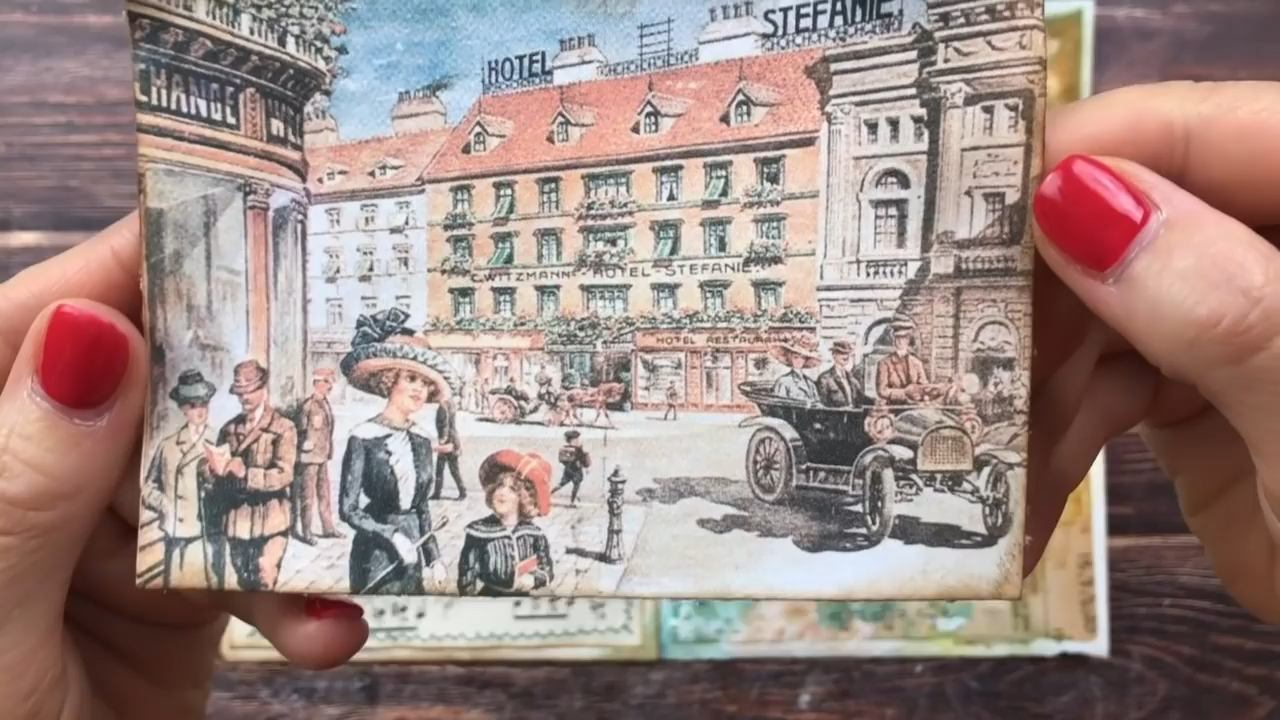 HOTEL
STEFANIE
CHANGE
C.WITZMANN-HOTEL-STEFANIE
HOTEL RESTAURANT